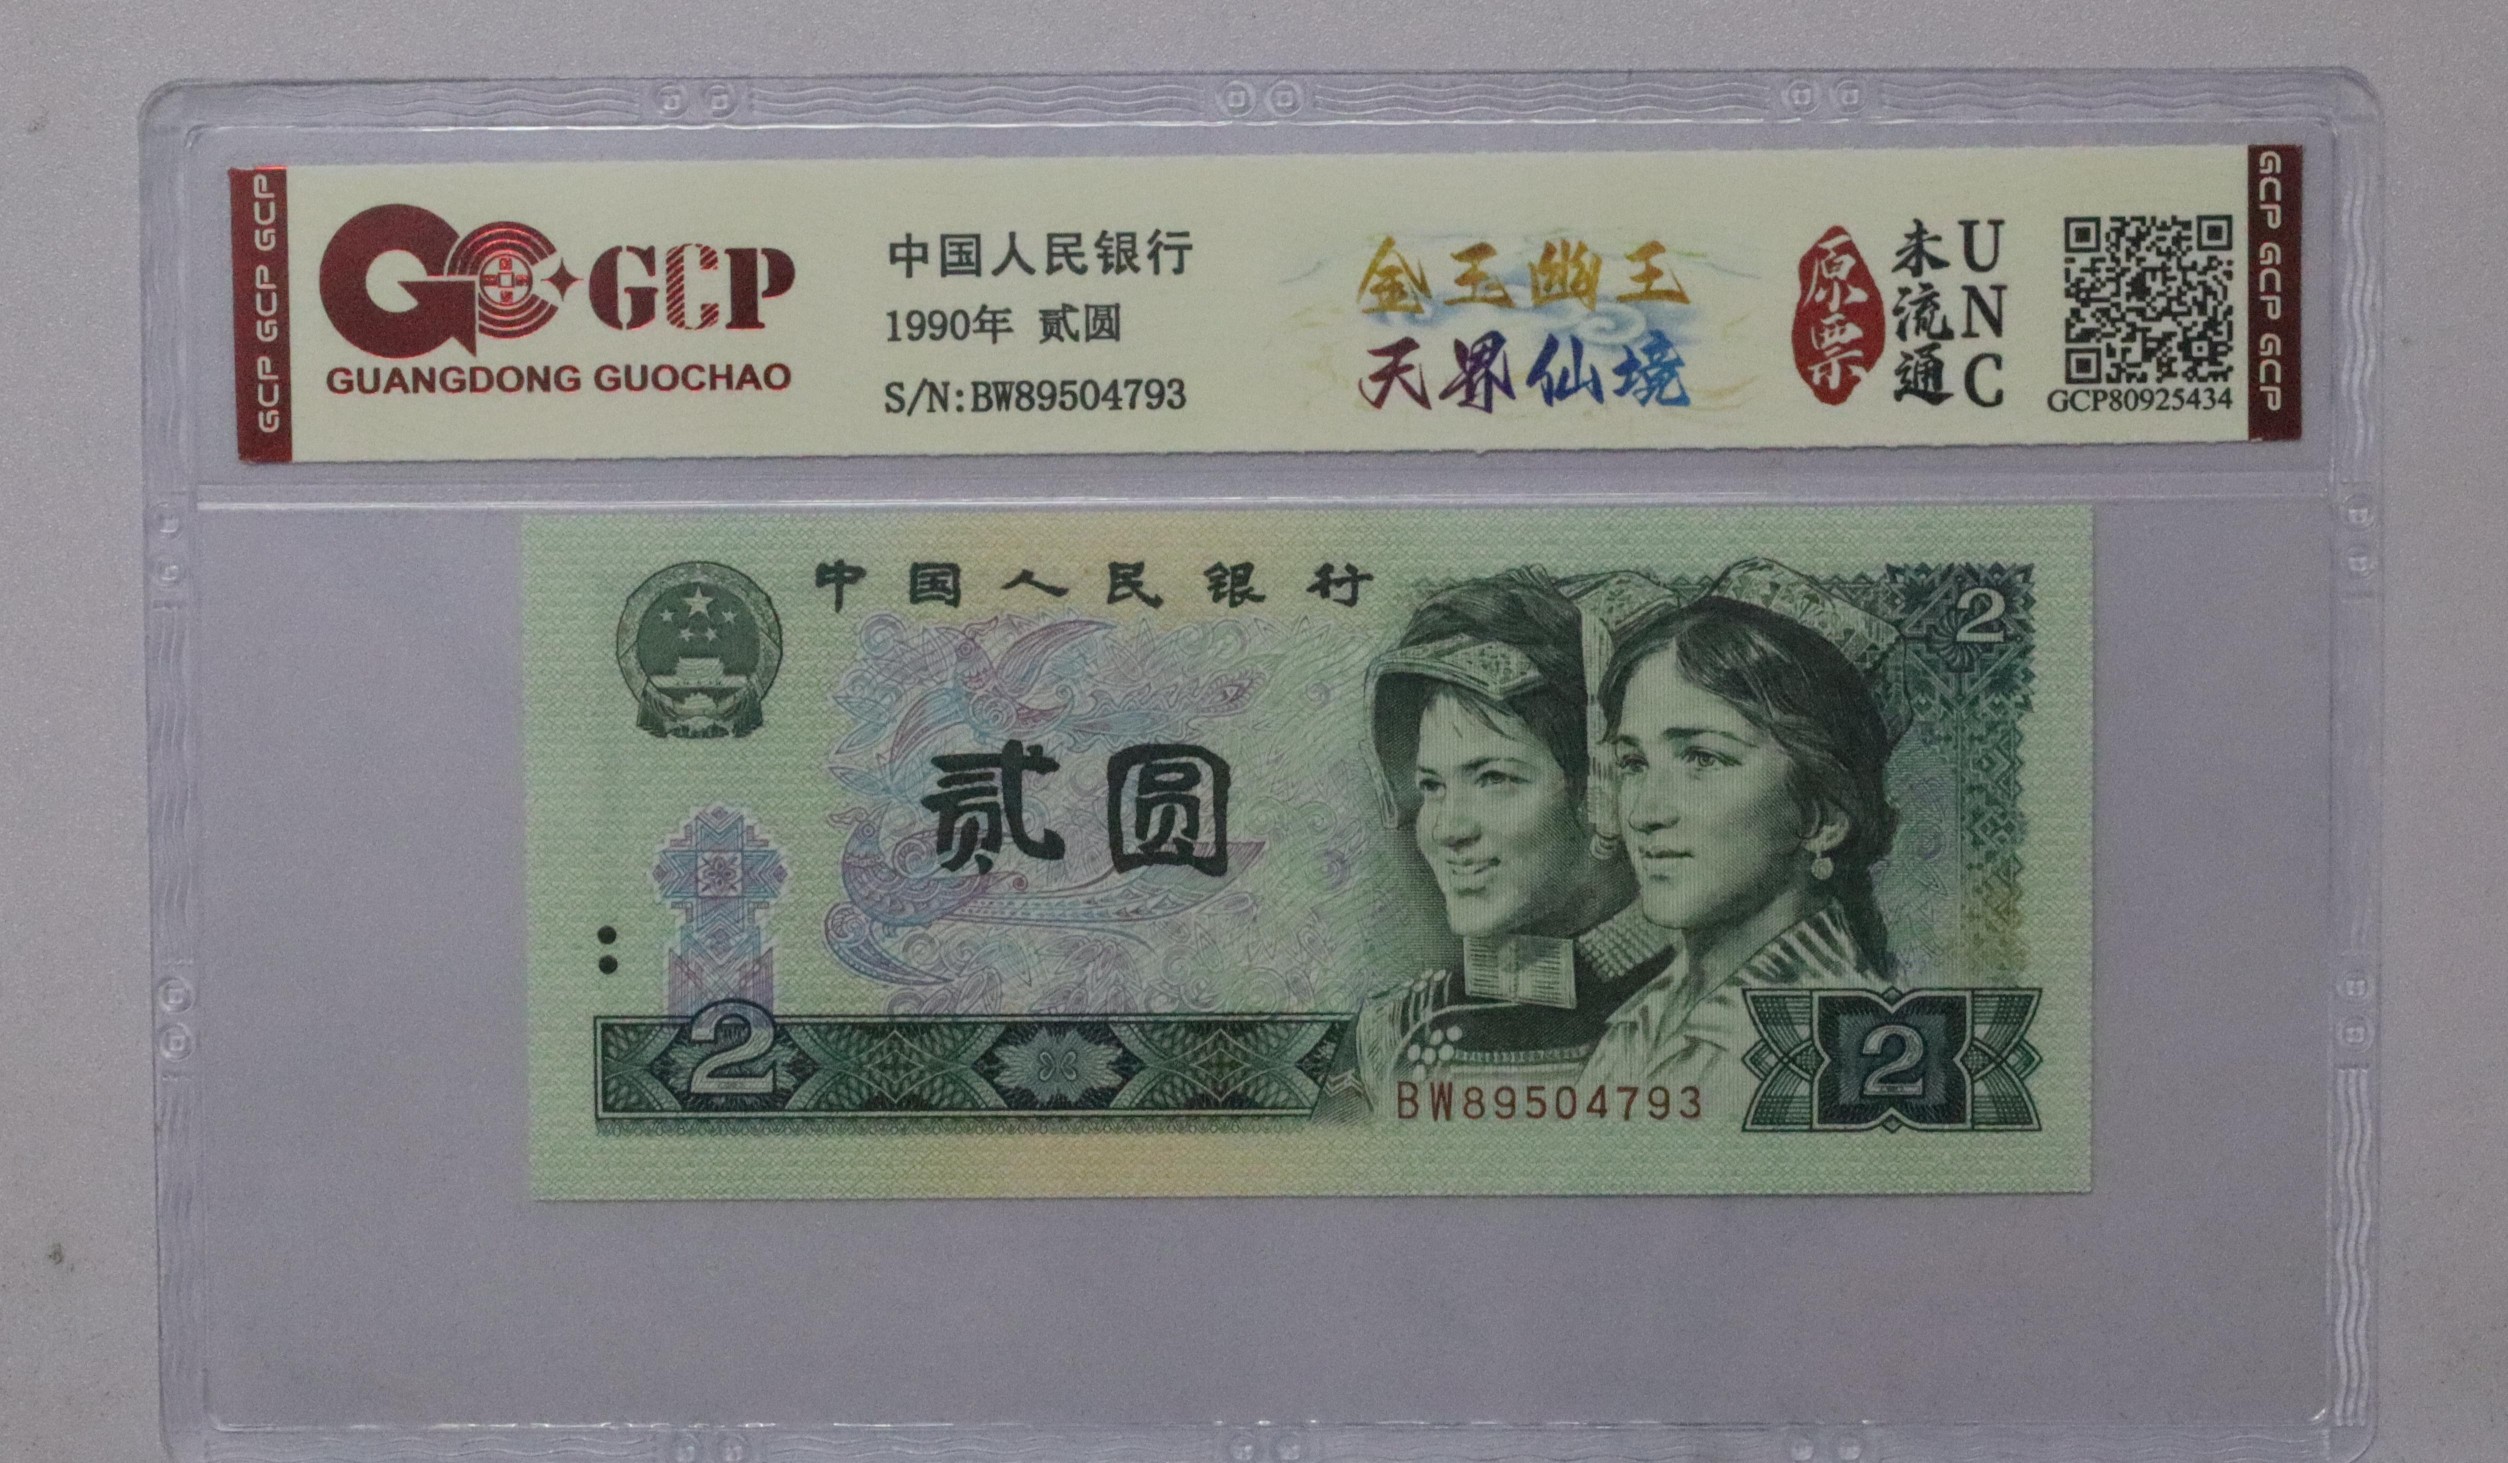 GCP GCP GCP
GCP
GUANGDONG GUOCHAO
中国人民银行
1990年 贰圆
S/N:BW89504793
金玉幽王
天界仙境
原票
未流通
UNC
GCP80925434
GCP GCP GCP
中国人民银行
2
贰圆
2
BW89504793
2